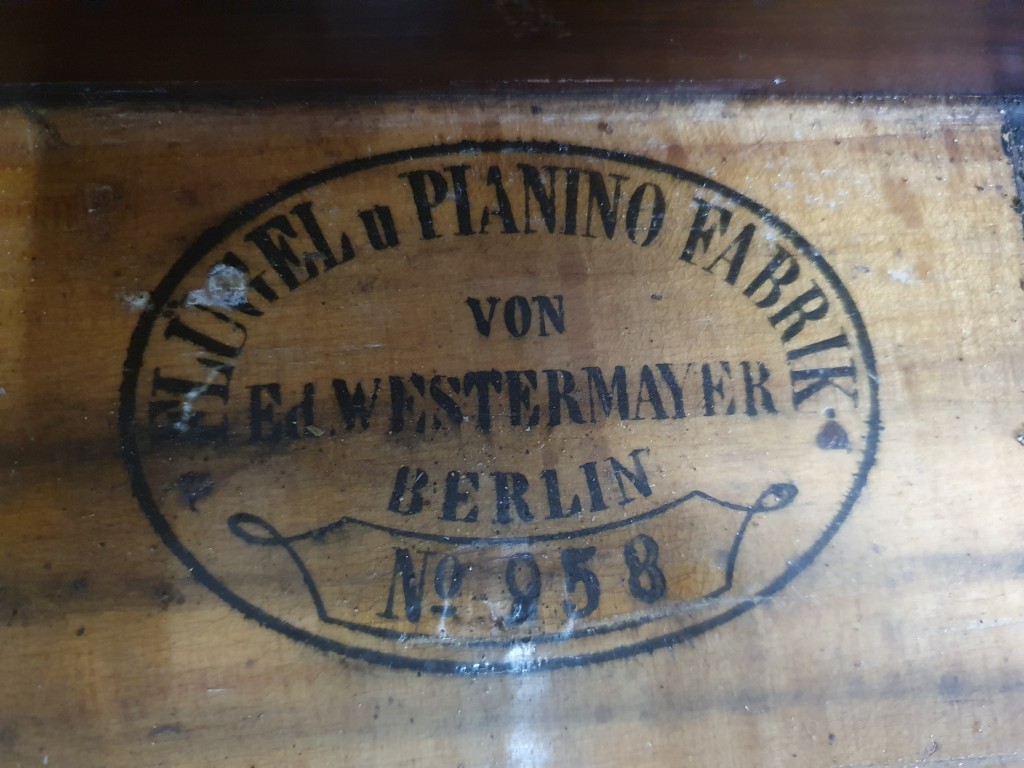 FLÜGEL u PIANINO FABRIK
VON
Ed. WESTERMAYER
BERLIN
No. 958